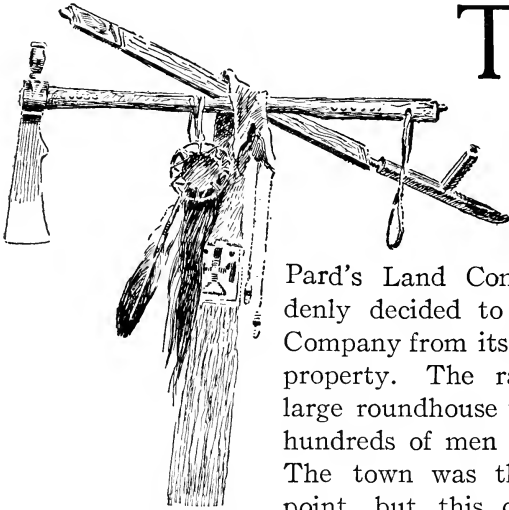 T
Pard's Land Con
denly decided to
Company from its
property. The ra
large roundhouse
hundreds of men
The town was th
point, but this